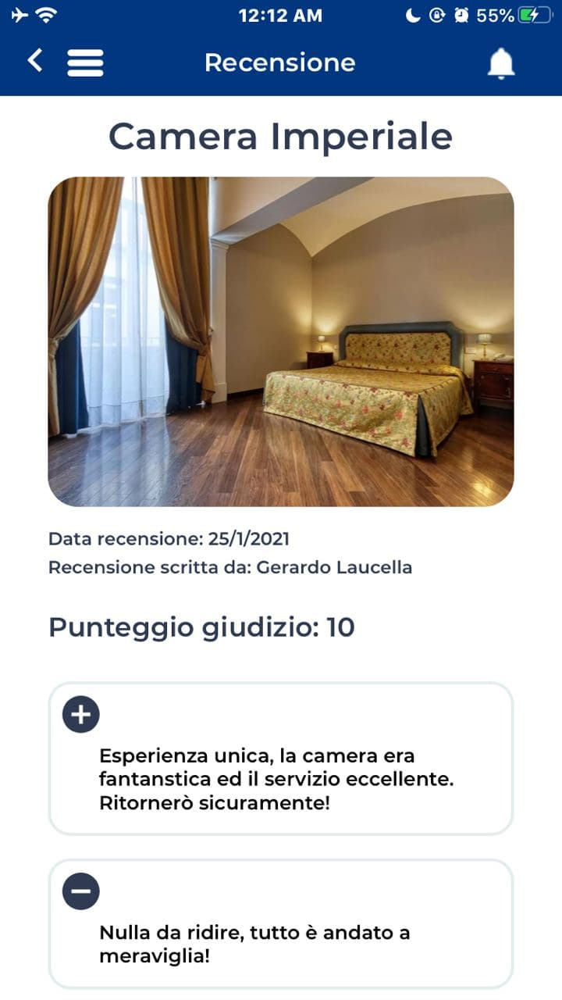 12:12 AM
55%
Recensione
Camera Imperiale
Data recensione: 25/1/2021
Recensione scritta da: Gerardo Laucella
Punteggio giudizio: 10
Esperienza unica, la camera era
fantanstica ed il servizio eccellente.
Ritornerò sicuramente!
Nulla da ridire, tutto è andato a
meraviglia!